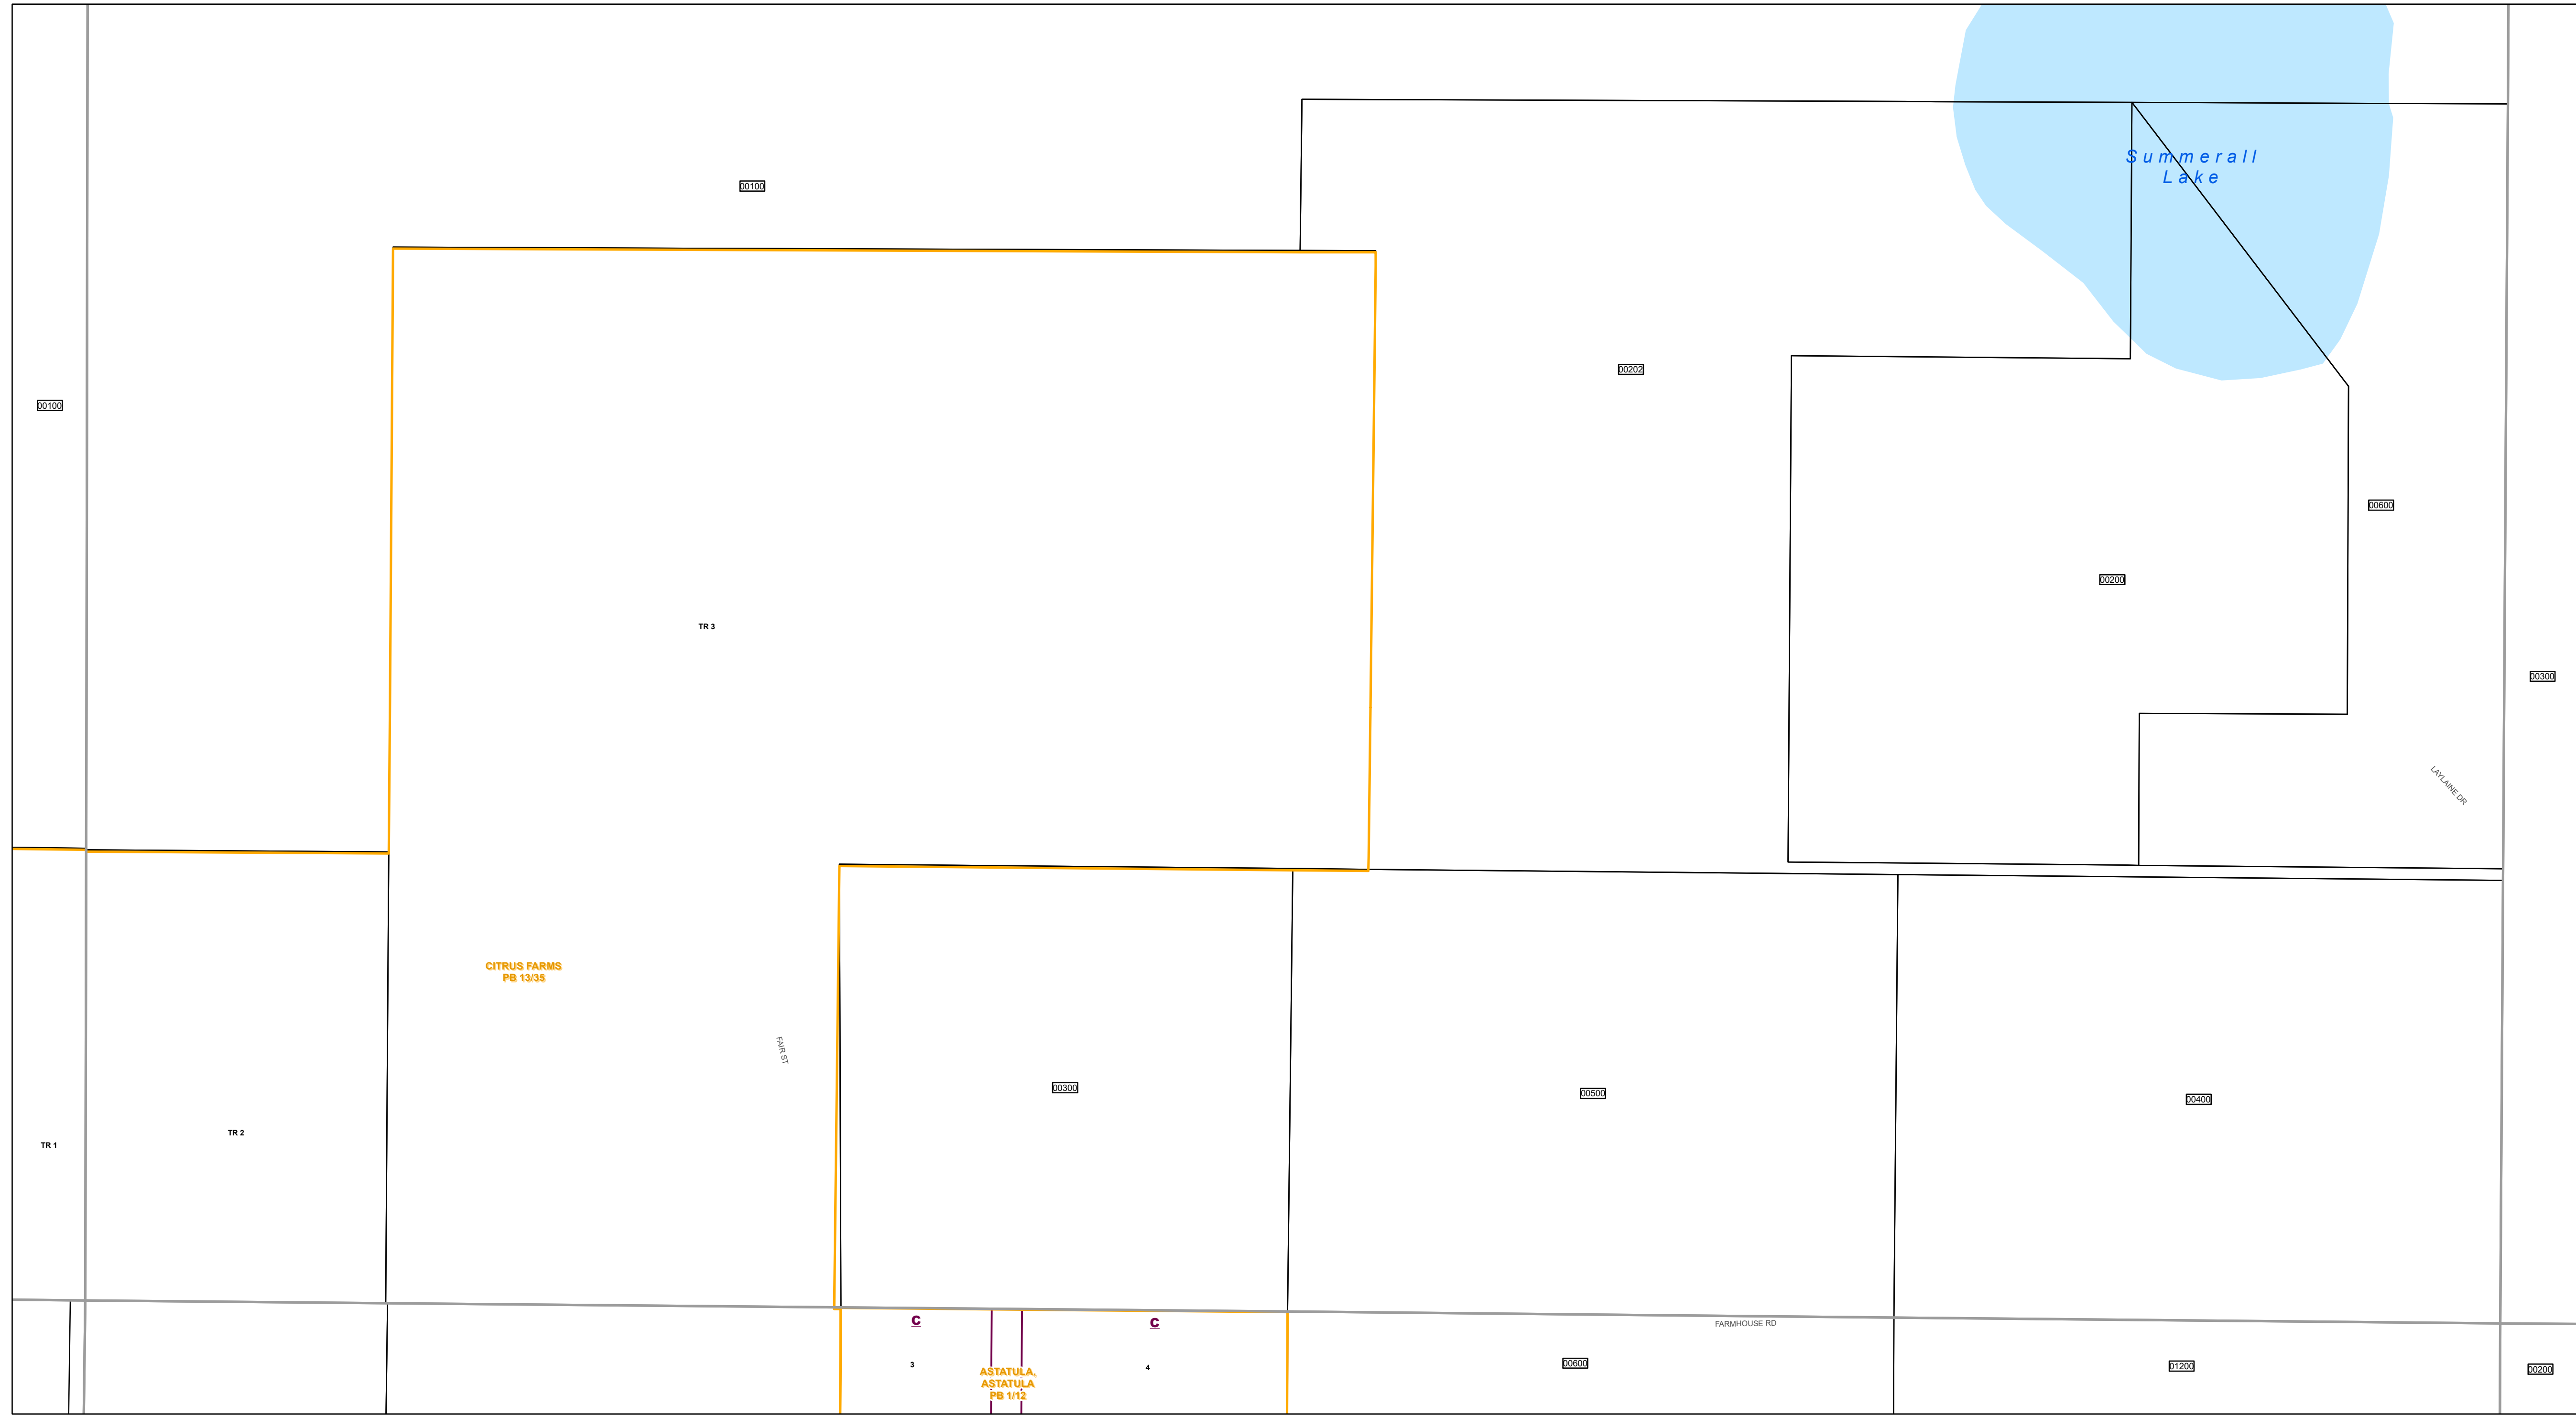 Summerall
Lake
00100
00202
00100
00600
00200
TR 3
00300
LAYLAINE DR
CITRUS FARMS
PB 13/35
FAIR ST
00300
00500
00400
TR 2
TR 1
C
C
FARMHOUSE RD
3
4
00600
01200
00200
ASTATULA,
ASTATULA
PB 1/12